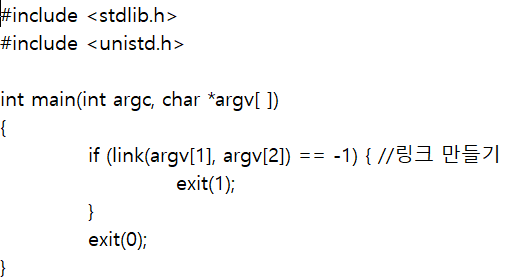 #include <stdlib.h>
#include <unistd.h>
int main(int argc, char *argv[ ])
{
if (link(argv[1], argv[2]) == -1) { //링크 만들기
exit(1);
}
exit(0);
}